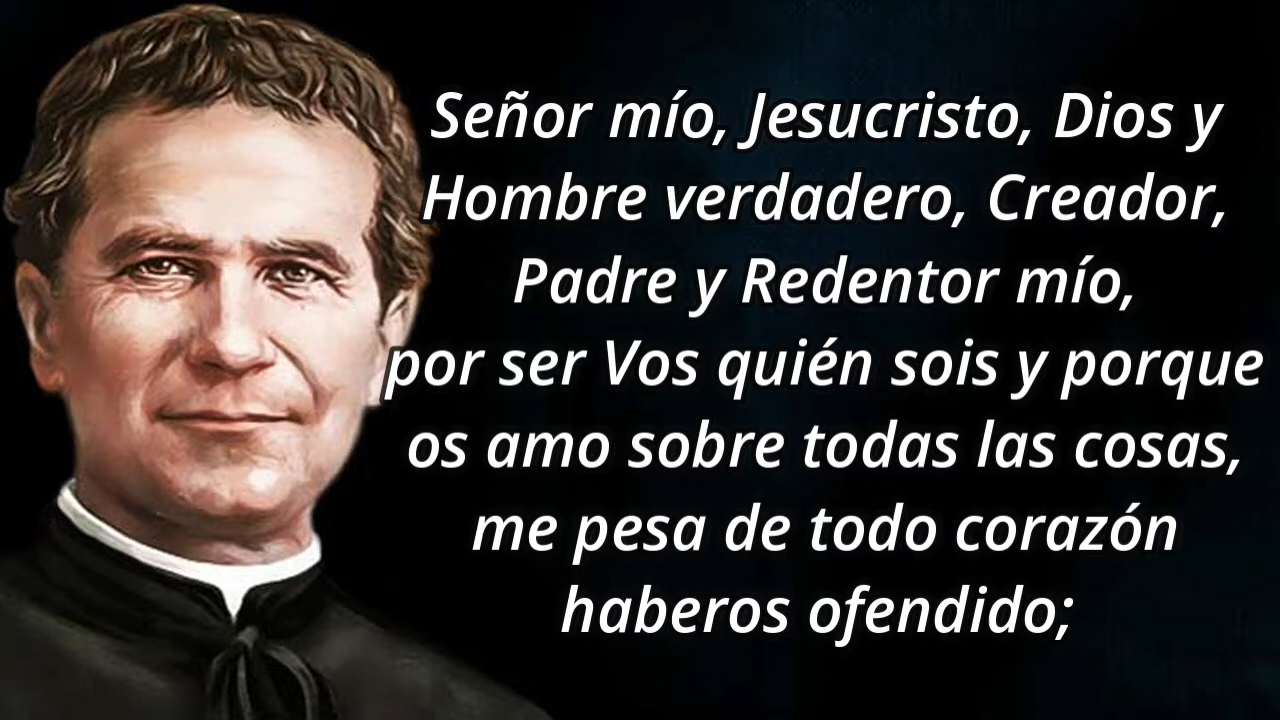 Señor mío, Jesucristo, Dios y
Hombre verdadero, Creador,
Padre y Redentor mío,
por ser Vos quién sois y porque
os amo sobre todas las cosas,
me pesa de todo corazón
haberos ofendido;